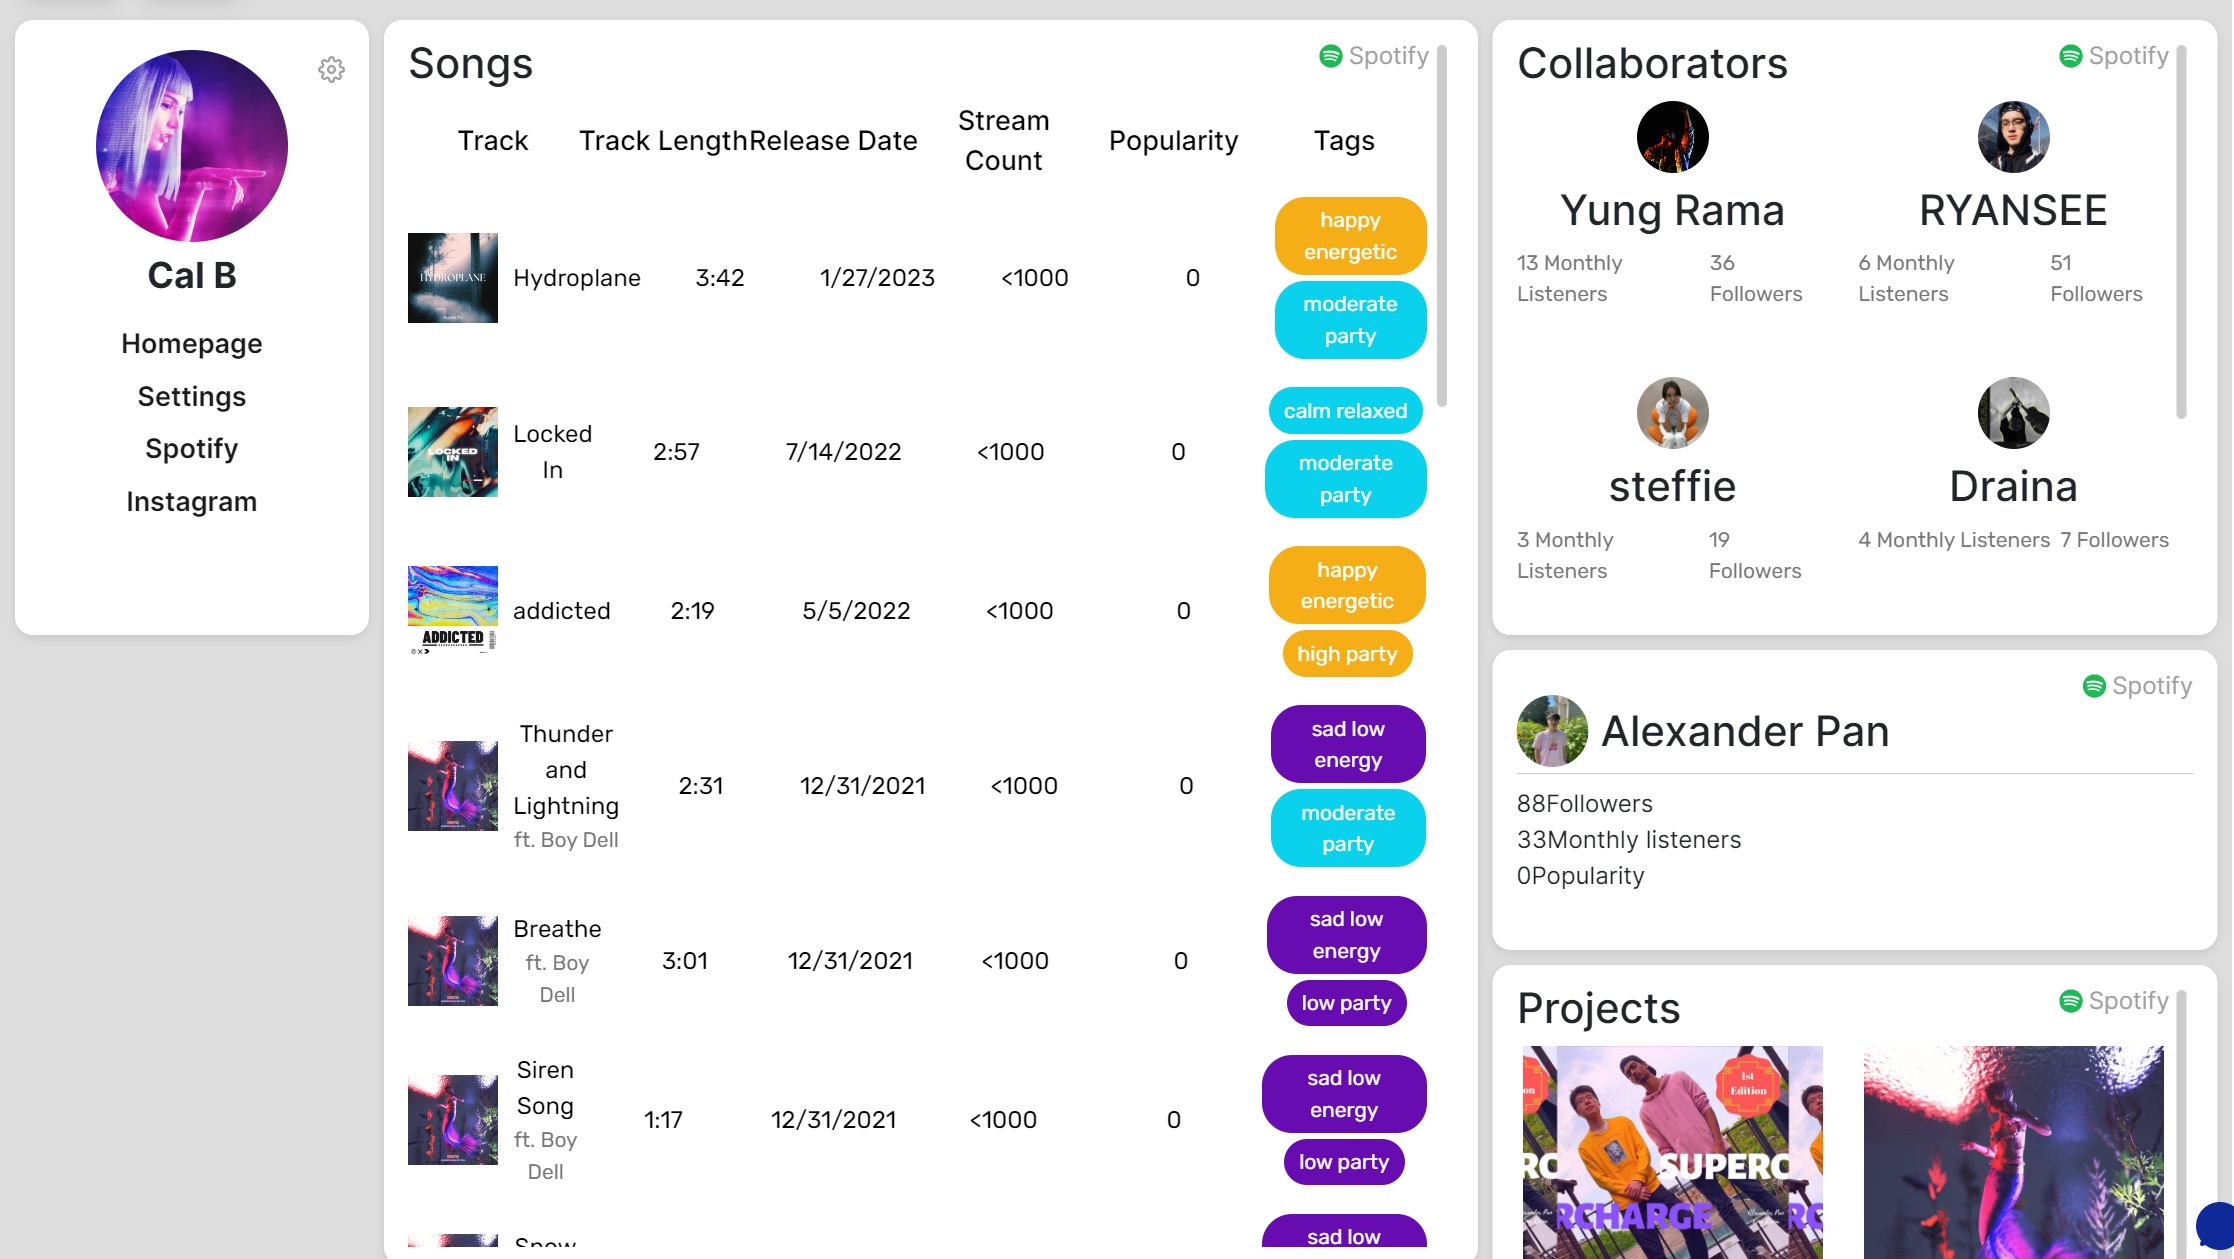 Cal B
Homepage
Settings
Spotify
Instagram
Songs
Spotify
Track
Track Length
Release Date
Stream
Count
Popularity
Tags
HYDROPLANE
Hydroplane
3:42
1/27/2023
<1000
0
happy
energetic
moderate
party
LOCKED
IN
Locked
In
2:57
7/14/2022
<1000
0
calm relaxed
moderate
party
ADDICTED
addicted
2:19
5/5/2022
<1000
0
happy
energetic
high party
Thunder
and
Lightning
ft. Boy Dell
2:31
12/31/2021
<1000
0
sad low
energy
moderate
party
Breathe
ft. Boy
Dell
3:01
12/31/2021
<1000
0
sad low
energy
low party
Siren
Song
ft. Boy
Dell
1:17
12/31/2021
<1000
0
sad low
energy
low party
Snow
sad low
Collaborators
Spotify
Yung Rama
13 Monthly
Listeners
36
Followers
RYANSEE
6 Monthly
Listeners
51
Followers
steffie
3 Monthly
Listeners
19
Followers
Draina
4 Monthly Listeners
7 Followers
Spotify
Alexander Pan
88Followers
33Monthly listeners
0Popularity
Projects
Spotify
on
1st
Edition
RC
SUPERC
RCHARGE
Alexander Pan
RC